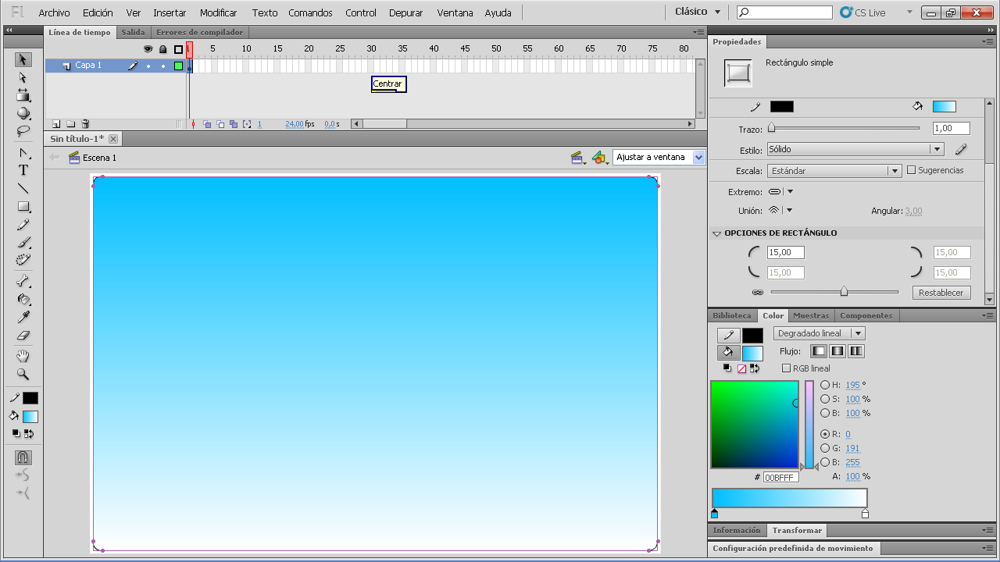 Fl Archivo Edición Ver Insertar Modificar Texto Comandos Control Depurar Ventana Ayuda Clásico CS Live
Línea de tiempo Salida Errores de compilador
1 5 10 15 20 25 30 35 40 45 50 55 60 65 70 75 80
Capa 1
Centrar
1 24,00 fps 0,0 s
Sin título-1*
Escena 1 Ajustar a ventana
T
Propiedades
Rectángulo simple
Trazo: 1,00
Estilo: Sólido
Escala: Estándar Sugerencias
Extremo:
Unión: Angular: 3,00
OPCIONES DE RECTÁNGULO
15,00 15,00
15,00 15,00
Restablecer
Biblioteca Color Muestras Componentes
Degradado lineal
Flujo:
RGB lineal
H: 195 °
S: 100 %
B: 100 %
R: 0
G: 191
B: 255
# 00BFFF A: 100 %
Información Transformar
Configuración predefinida de movimiento